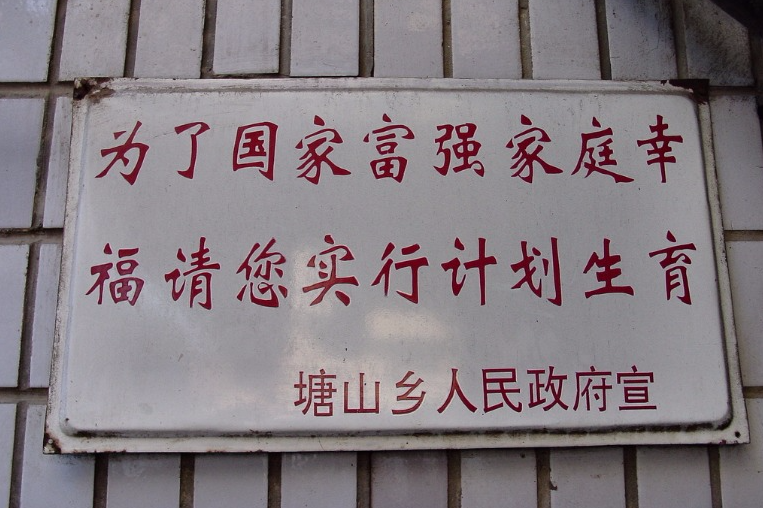 为了国家富强家庭幸
福请您实行计划生育
塘山乡人民政府宣